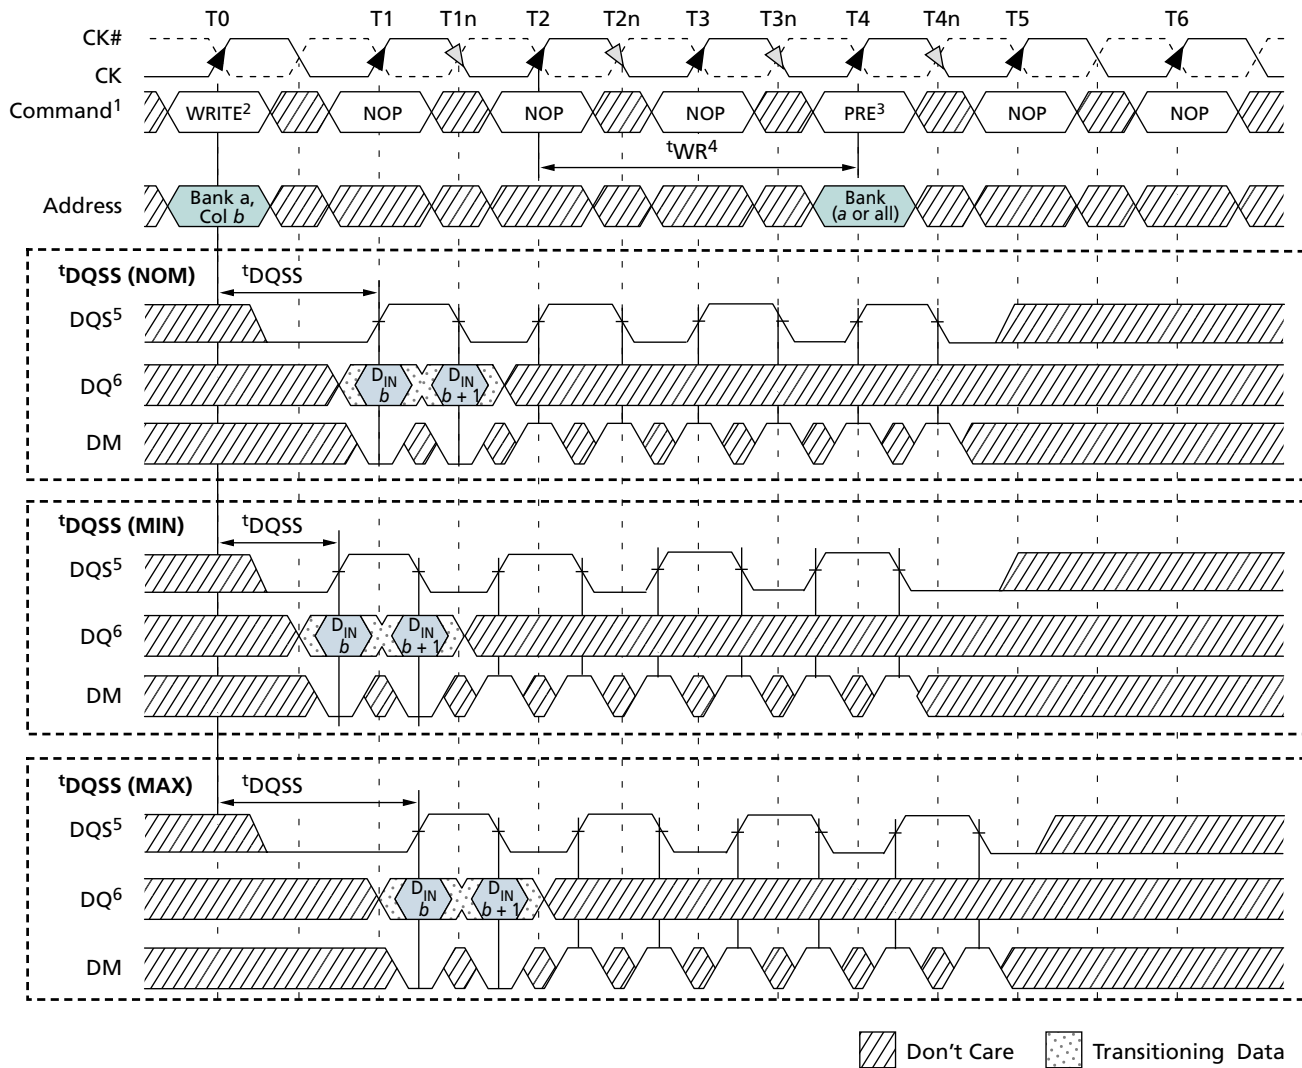 T0 T1 T1n T2 T2n T3 T3n T4 T4n T5 T6
CK#
CK
Command1 WRITE2 NOP NOP NOP PRE3 NOP NOP
tWR4
Address Bank a, Col b Bank (a or all)
tDQSS (NOM) tDQSS
DQS5
DQ6 DIN b DIN b + 1
DM
tDQSS (MIN) tDQSS
DQS5
DQ6 DIN b DIN b + 1
DM
tDQSS (MAX) tDQSS
DQS5
DQ6 DIN b DIN b + 1
DM
Don't Care Transitioning Data